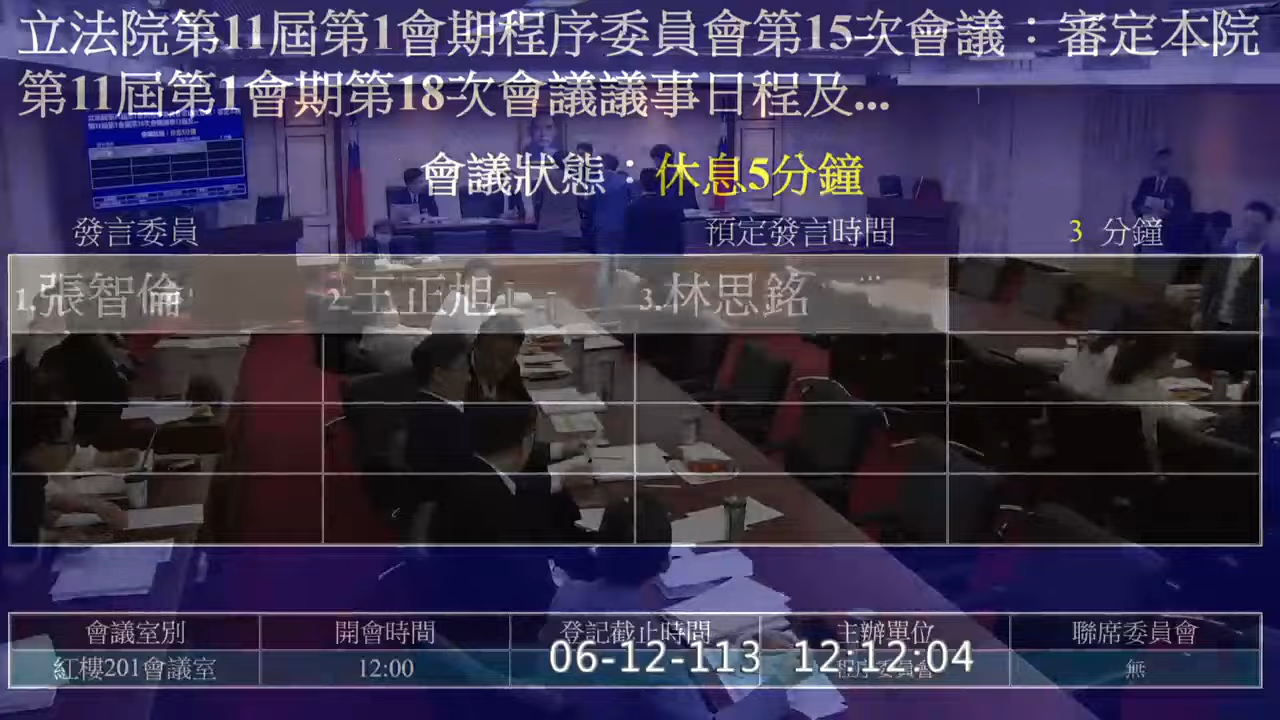 立法院第11屆第1會期程序委員會第15次會議：審定本院
第11屆第1會期第18次會議議事日程及...
會議狀態：休息5分鐘
發言委員 預定發言時間 3 分鐘
1.張智倫 2.王正旭 3.林思銘 ...
會議室別 開會時間 登記截止時間 主辦單位 聯席委員會
紅樓201會議室 12:00 程序委員會 無
06-12-113 12:12:04